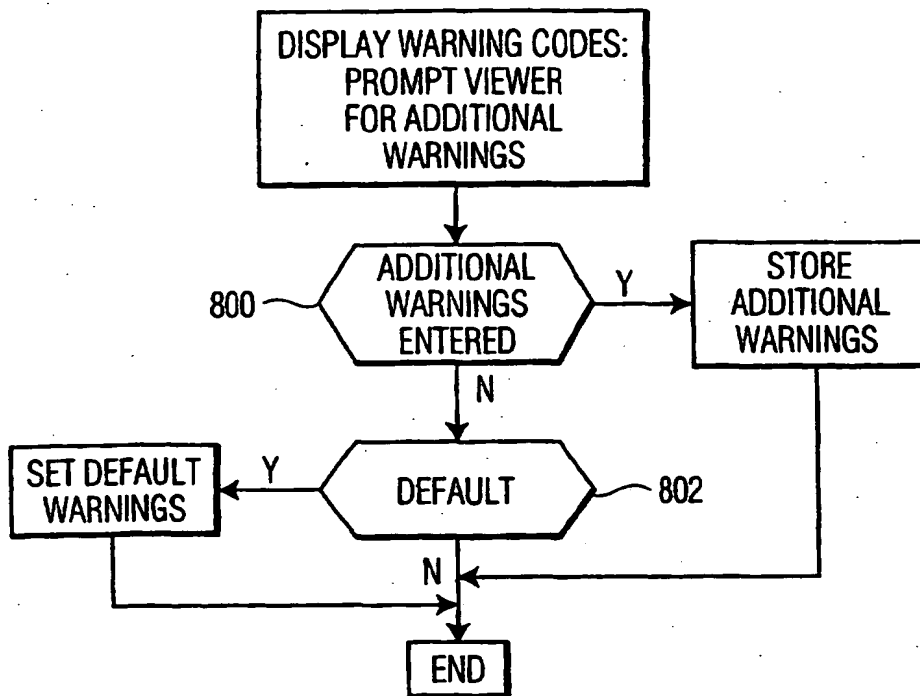 DISPLAY WARNING CODES:
PROMPT VIEWER
FOR ADDITIONAL
WARNINGS
800
ADDITIONAL
WARNINGS
ENTERED
Y
STORE
ADDITIONAL
WARNINGS
N
SET DEFAULT
WARNINGS
Y
DEFAULT
802
N
END